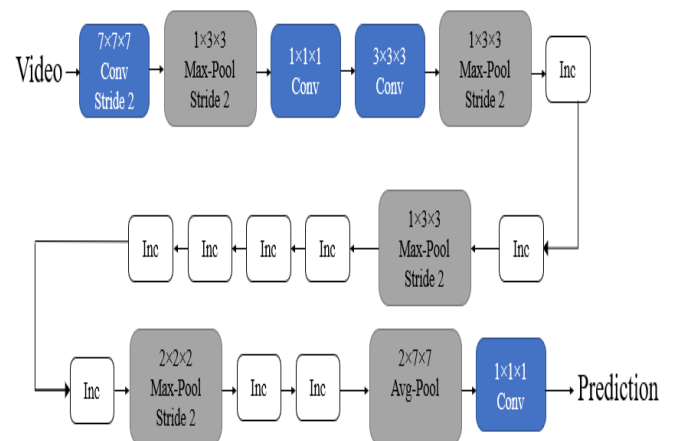 Video
7×7×7
Conv
Stride 2
1×3×3
Max-Pool
Stride 2
1×1×1
Conv
3×3×3
Conv
1×3×3
Max-Pool
Stride 2
Inc
Inc
1×3×3
Max-Pool
Stride 2
Inc
Inc
Inc
Inc
Inc
2×2×2
Max-Pool
Stride 2
Inc
Inc
2×7×7
Avg-Pool
1×1×1
Conv
Prediction